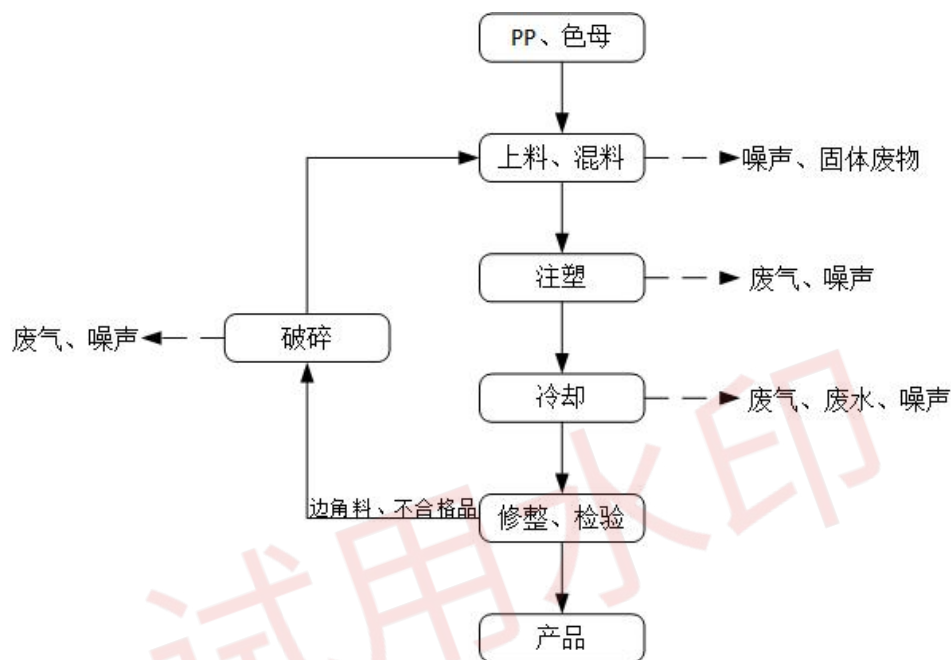 PP、色母
上料、混料
噪声、固体废物
注塑
废气、噪声
废气、噪声
破碎
冷却
废气、废水、噪声
边角料、不合格品
修整、检验
产品
试用水印